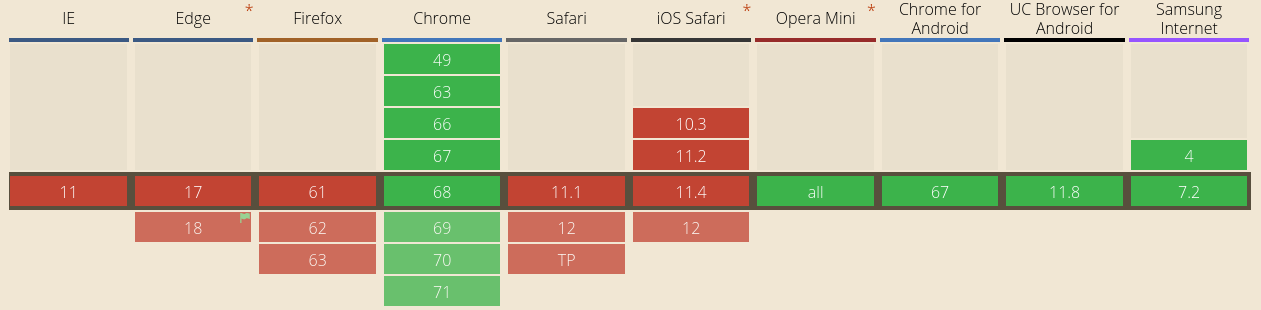 IE Edge * Firefox Chrome Safari iOS Safari * Opera Mini * Chrome for Android UC Browser for Android Samsung Internet
49
63
66 10.3
67 11.2 4
11 17 61 68 11.1 11.4 all 67 11.8 7.2
18 62 69 12 12
63 70 TP
71